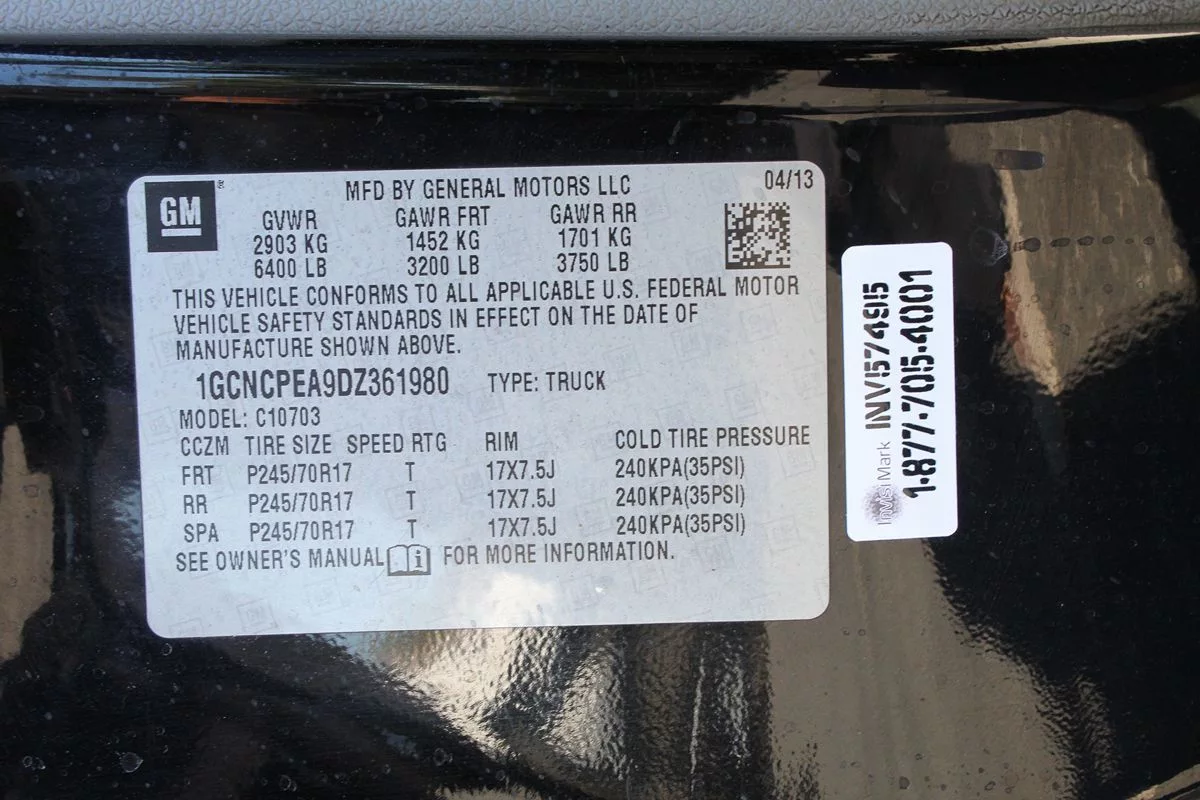 GM
MFD BY GENERAL MOTORS LLC 04/13
GVWR GAWR FRT GAWR RR
2903 KG 1452 KG 1701 KG
6400 LB 3200 LB 3750 LB
THIS VEHICLE CONFORMS TO ALL APPLICABLE U.S. FEDERAL MOTOR
VEHICLE SAFETY STANDARDS IN EFFECT ON THE DATE OF
MANUFACTURE SHOWN ABOVE.
1GCNCPEA9DZ361980 TYPE: TRUCK
MODEL: C10703
CCZM TIRE SIZE SPEED RTG RIM COLD TIRE PRESSURE
FRT P245/70R17 T 17X7.5J 240KPA(35PSI)
RR P245/70R17 T 17X7.5J 240KPA(35PSI)
SPA P245/70R17 T 17X7.5J 240KPA(35PSI)
SEE OWNER'S MANUAL i FOR MORE INFORMATION.
InvisiMark INV57495
1-877-705-4001